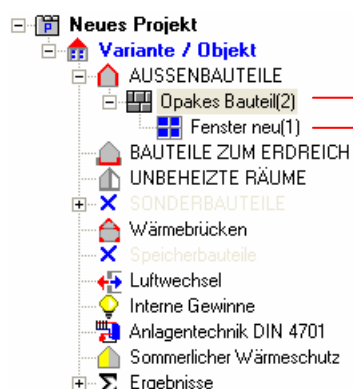 Neues Projekt
Variante / Objekt
AUSSENBAUTEILE
Opakes Bauteil(2)
Fenster neu(1)
BAUTEILE ZUM ERDREICH
UNBEHEIZTE RÄUME
SONDERBAUTEILE
Wärmebrücken
Speicherbauteile
Luftwechsel
Interne Gewinne
Anlagentechnik DIN 4701
Sommerlicher Wärmeschutz
Σ Ergebnisse